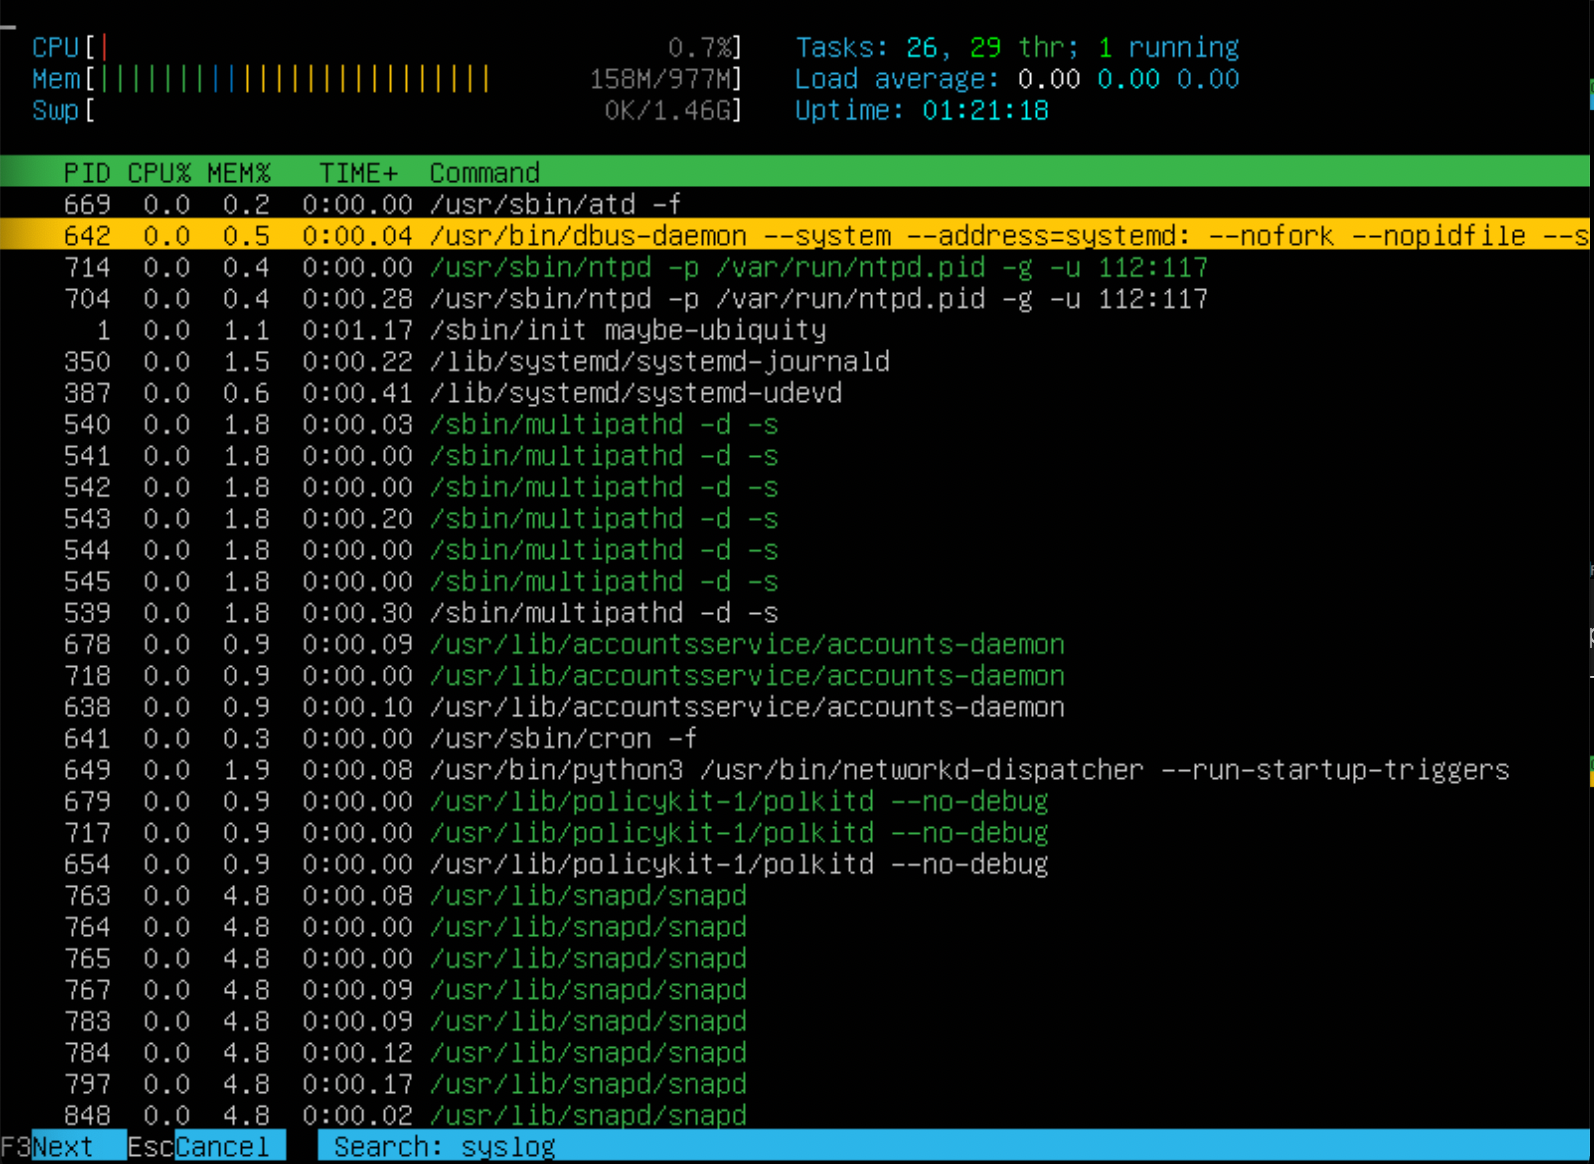 CPU[| 0.7%] Tasks: 26, 29 thr; 1 running
Mem[||||||||||||||||||||||||| 158M/977M] Load average: 0.00 0.00 0.00
Swp[ 0K/1.46G] Uptime: 01:21:18
PID CPU% MEM% TIME+ Command
669 0.0 0.2 0:00.00 /usr/sbin/atd -f
642 0.0 0.5 0:00.04 /usr/bin/dbus-daemon --system --address=systemd: --nofork --nopidfile --s
714 0.0 0.4 0:00.00 /usr/sbin/ntpd -p /var/run/ntpd.pid -g -u 112:117
704 0.0 0.4 0:00.28 /usr/sbin/ntpd -p /var/run/ntpd.pid -g -u 112:117
1 0.0 1.1 0:01.17 /sbin/init maybe-ubiquity
350 0.0 1.5 0:00.22 /lib/systemd/systemd-journald
387 0.0 0.6 0:00.41 /lib/systemd/systemd-udevd
540 0.0 1.8 0:00.03 /sbin/multipathd -d -s
541 0.0 1.8 0:00.00 /sbin/multipathd -d -s
542 0.0 1.8 0:00.00 /sbin/multipathd -d -s
543 0.0 1.8 0:00.20 /sbin/multipathd -d -s
544 0.0 1.8 0:00.00 /sbin/multipathd -d -s
545 0.0 1.8 0:00.00 /sbin/multipathd -d -s
539 0.0 1.8 0:00.30 /sbin/multipathd -d -s
678 0.0 0.9 0:00.09 /usr/lib/accountsservice/accounts-daemon
718 0.0 0.9 0:00.00 /usr/lib/accountsservice/accounts-daemon
638 0.0 0.9 0:00.10 /usr/lib/accountsservice/accounts-daemon
641 0.0 0.3 0:00.00 /usr/sbin/cron -f
649 0.0 1.9 0:00.08 /usr/bin/python3 /usr/bin/networkd-dispatcher --run-startup-triggers
679 0.0 0.9 0:00.00 /usr/lib/policykit-1/polkitd --no-debug
717 0.0 0.9 0:00.00 /usr/lib/policykit-1/polkitd --no-debug
654 0.0 0.9 0:00.00 /usr/lib/policykit-1/polkitd --no-debug
763 0.0 4.8 0:00.08 /usr/lib/snapd/snapd
764 0.0 4.8 0:00.00 /usr/lib/snapd/snapd
765 0.0 4.8 0:00.00 /usr/lib/snapd/snapd
767 0.0 4.8 0:00.09 /usr/lib/snapd/snapd
783 0.0 4.8 0:00.09 /usr/lib/snapd/snapd
784 0.0 4.8 0:00.12 /usr/lib/snapd/snapd
797 0.0 4.8 0:00.17 /usr/lib/snapd/snapd
848 0.0 4.8 0:00.02 /usr/lib/snapd/snapd
F3Next EscCancel Search: syslog